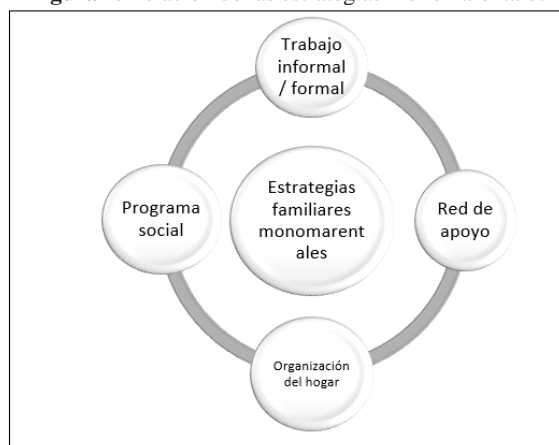 Trabajo
informal
/ formal
Estrategias
familiares
monomarent
ales
Programa
social
Red de
apoyo
Organización
del hogar